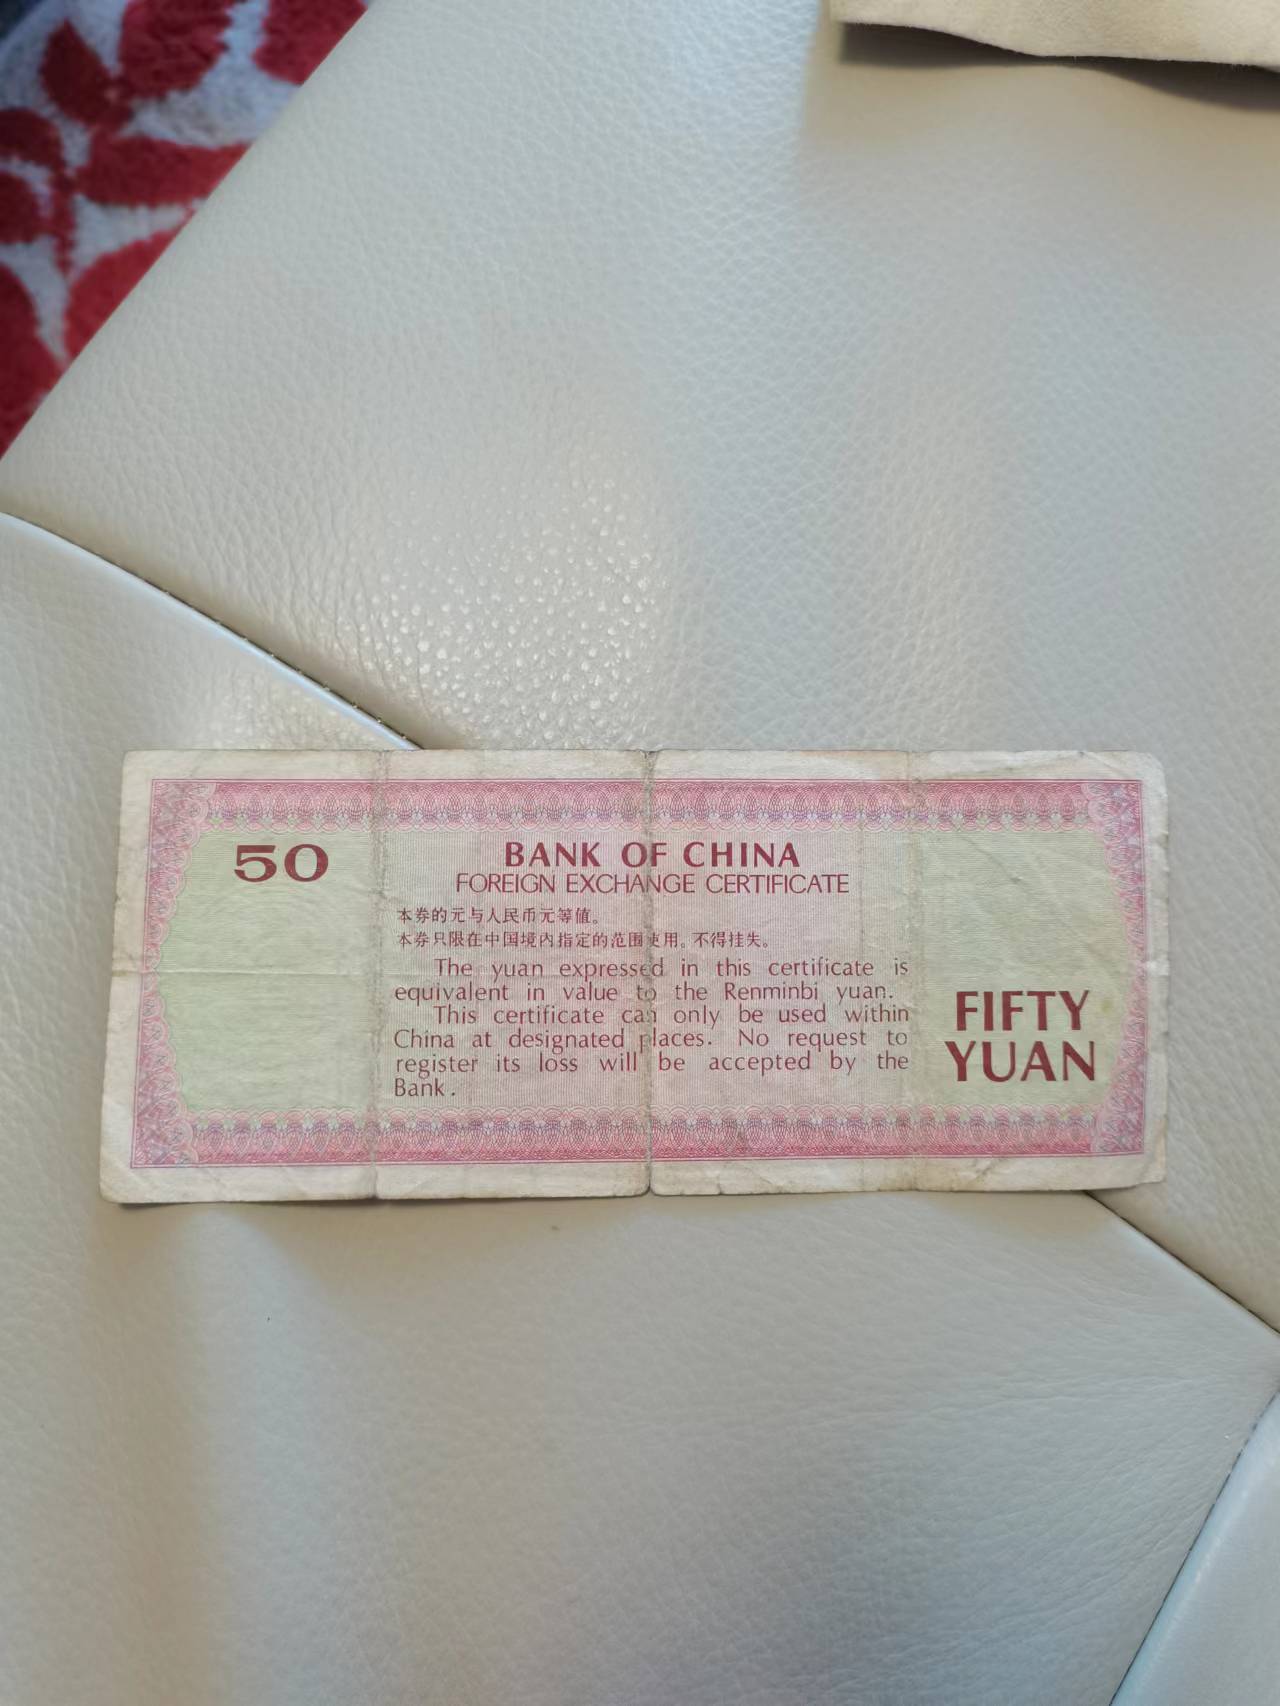 50
BANK OF CHINA
FOREIGN EXCHANGE CERTIFICATE
本券的元与人民币元等值。
本券只限在中国境内指定的范围使用。不得挂失。
The yuan expressed in this certificate is
equivalent in value to the Renminbi yuan.
This certificate can only be used within
China at designated places. No request to
register its loss will be accepted by the
Bank.
FIFTY
YUAN